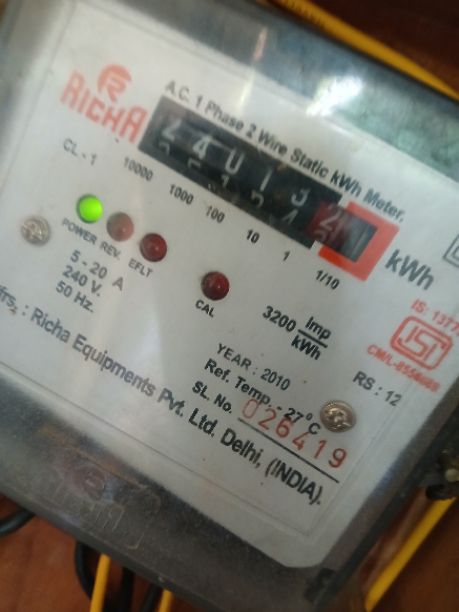 RICHA
A.C. 1 Phase 2 Wire Static kWh Meter.
CL - 1
10000 1000 100 10 1 1/10
kWh
POWER REV. EFLT
CAL
5 - 20 A
240 V.
50 Hz.
3200 Imp
kWh
YEAR : 2010
Ref. Temp. - 27°C
SL. No. 026419
RS : 12
frs. : Richa Equipments Pvt. Ltd. Delhi, (INDIA).